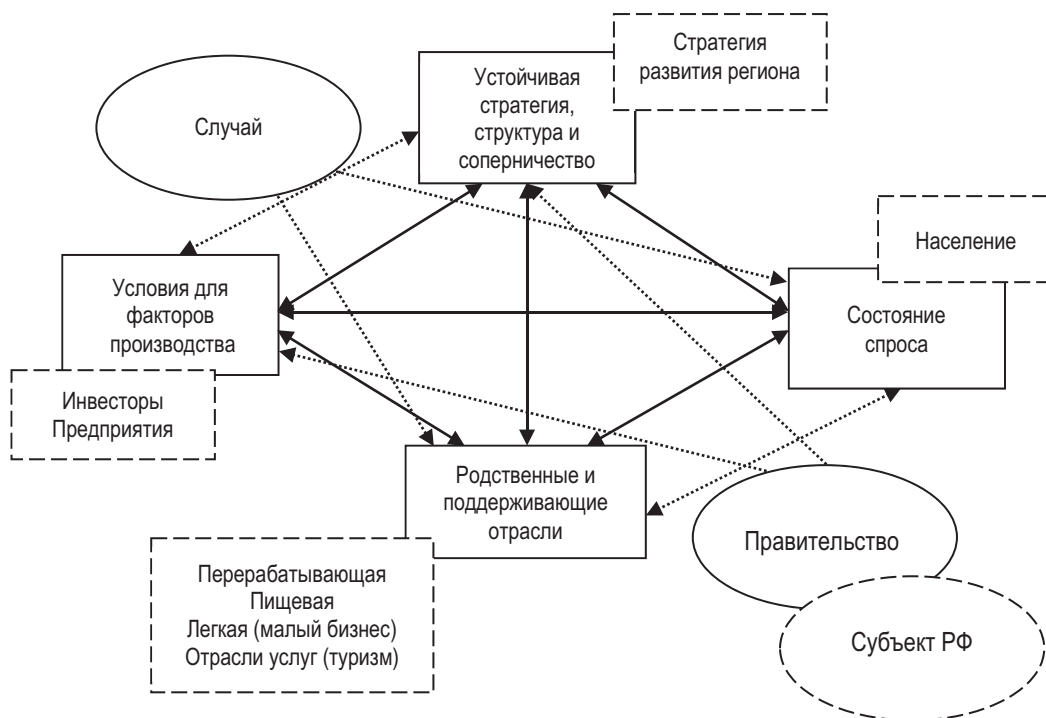 Стратегия
развития региона
Устойчивая
стратегия,
структура и
соперничество
Случай
Население
Условия для
факторов
производства
Состояние
спроса
Инвесторы
Предприятия
Родственные и
поддерживающие
отрасли
Правительство
Перерабатывающая
Пищевая
Легкая (малый бизнес)
Отрасли услуг (туризм)
Субъект РФ